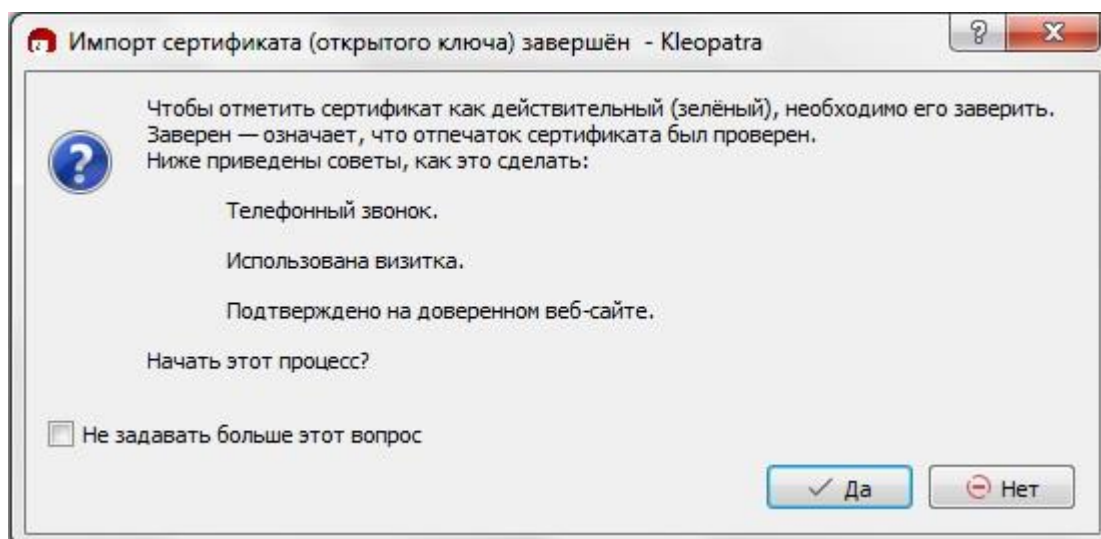 Импорт сертификата (открытого ключа) завершён - Kleopatra
Чтобы отметить сертификат как действительный (зелёный), необходимо его заверить.
Заверен — означает, что отпечаток сертификата был проверен.
Ниже приведены советы, как это сделать:
Телефонный звонок.
Использована визитка.
Подтверждено на доверенном веб-сайте.
Начать этот процесс?
Не задавать больше этот вопрос
Да
Нет